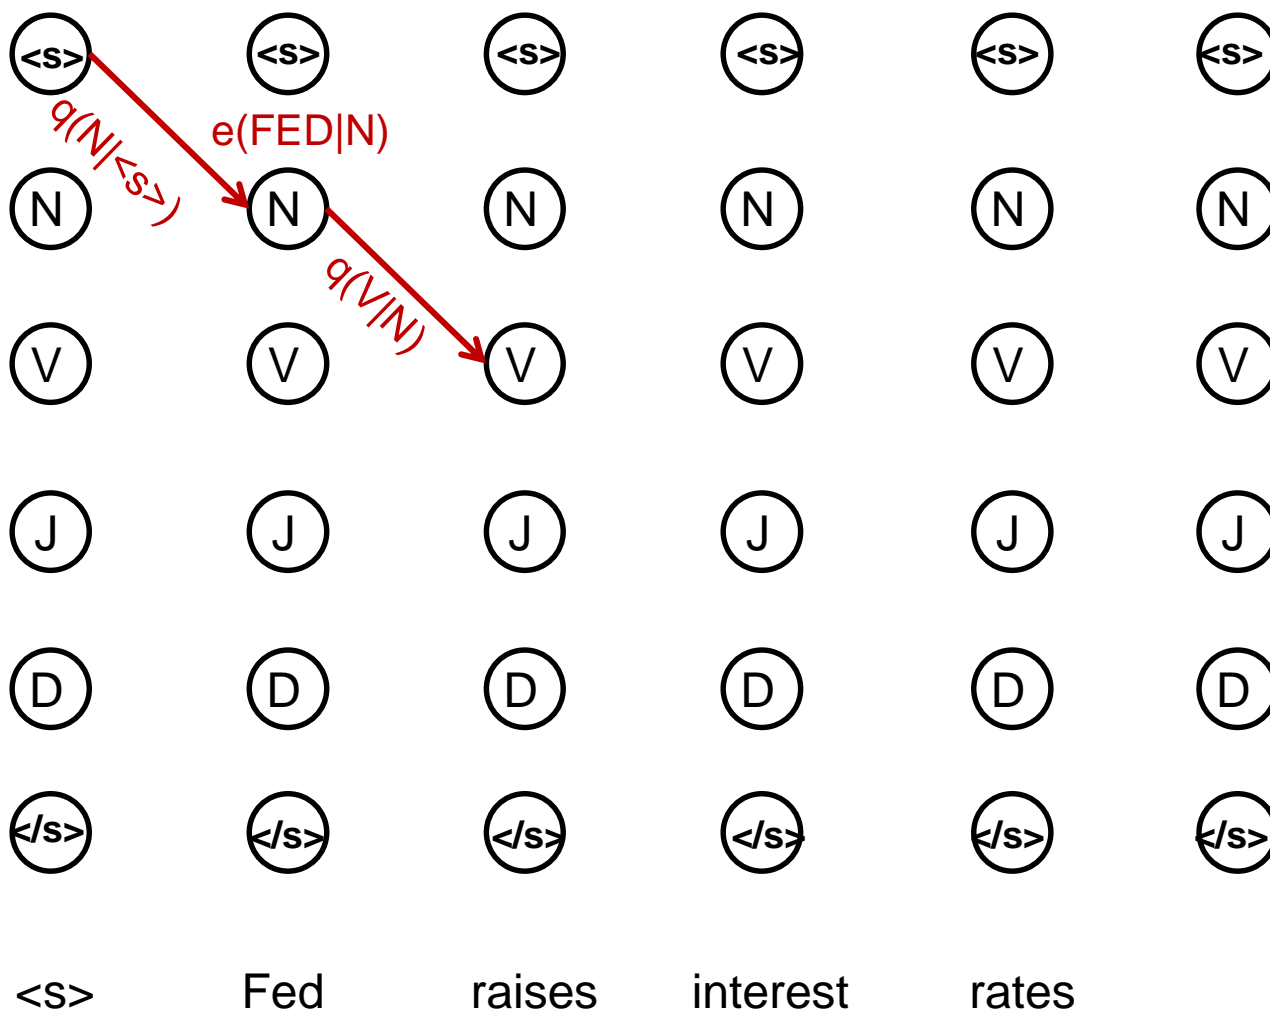 <s> <s> <s> <s> <s> <s>
q(N|<s>) e(FED|N)
N N N N N N
q(V|N)
V V V V V V
J J J J J J
D D D D D D
</s> </s> </s> </s> </s> </s>
<s> Fed raises interest rates